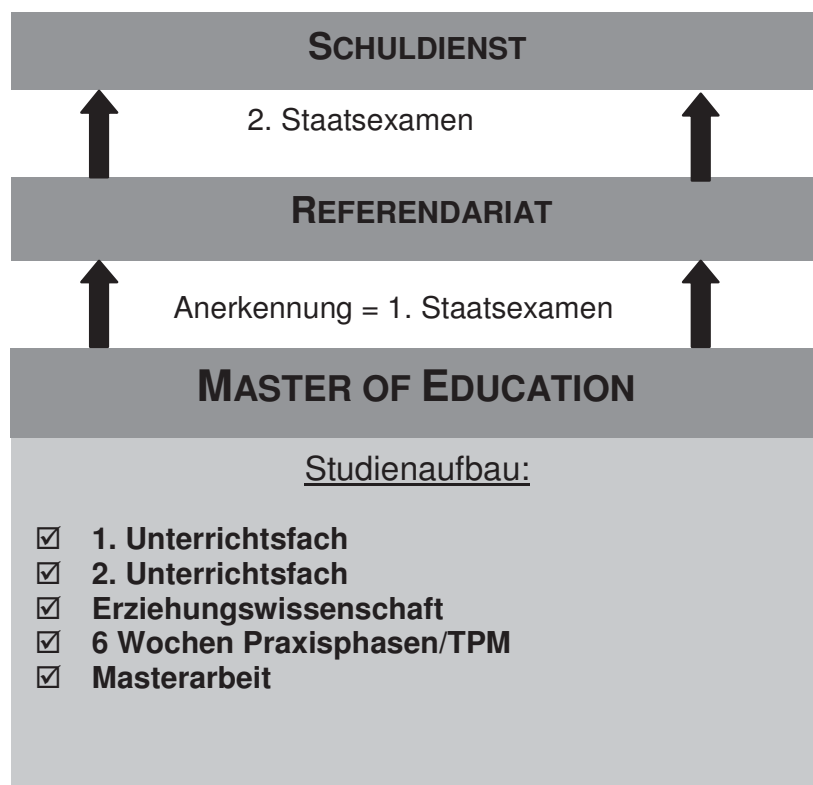 SCHULDIENST
2. Staatsexamen
REFERENDARIAT
Anerkennung = 1. Staatsexamen
MASTER OF EDUCATION
Studienaufbau:
☑ 1. Unterrichtsfach
☑ 2. Unterrichtsfach
☑ Erziehungswissenschaft
☑ 6 Wochen Praxisphasen/TPM
☑ Masterarbeit